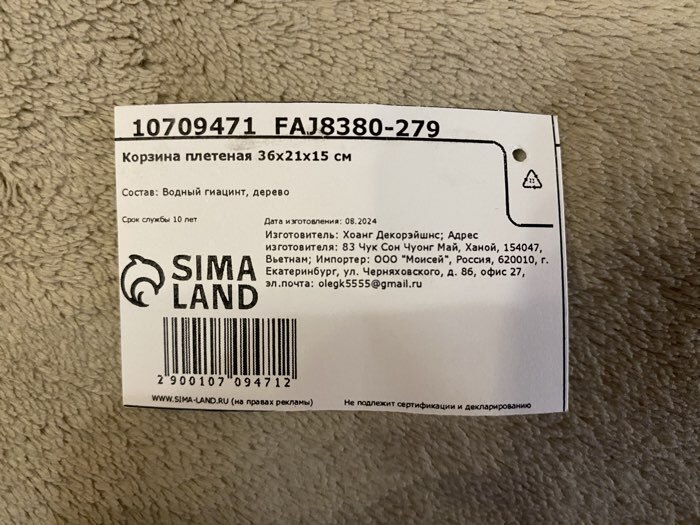 10709471 FAJ8380-279
Корзина плетеная 36х21х15 см
Состав: Водный гиацинт, дерево
Срок службы 10 лет
Дата изготовления: 08.2024
Изготовитель: Хоанг Декорэйшнс; Адрес
изготовителя: 83 Чук Сон Чуонг Май, Ханой, 154047,
Вьетнам; Импортер: ООО "Моисей", Россия, 620010, г.
Екатеринбург, ул. Черняховского, д. 86, офис 27,
эл.почта: olegk5555@gmail.ru
SIMA
LAND
2 900107 094712
WWW.SIMA-LAND.RU (на правах рекламы)
Не подлежит сертификации и декларированию